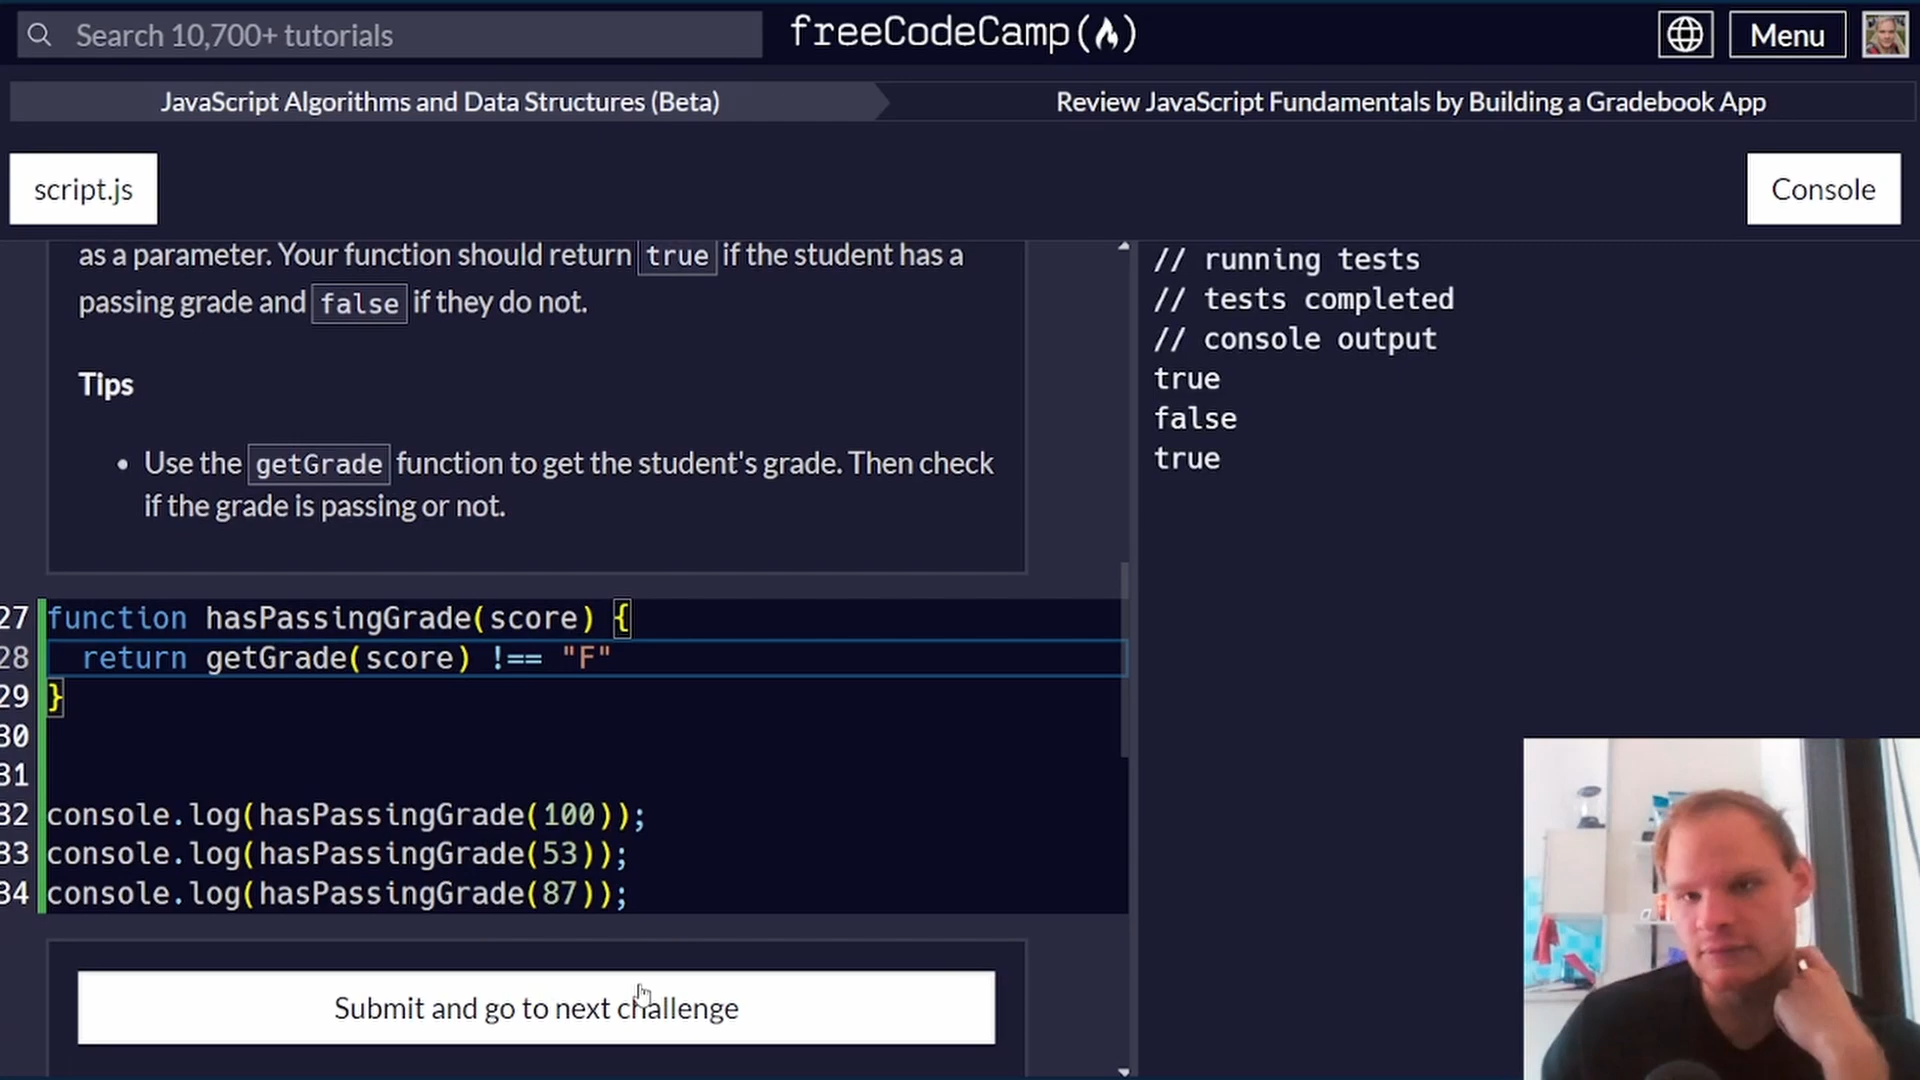 Search 10,700+ tutorials
freeCodeCamp
Menu
JavaScript Algorithms and Data Structures (Beta)
Review JavaScript Fundamentals by Building a Gradebook App
script.js
Console
as a parameter. Your function should return true if the student has a
passing grade and false if they do not.
Tips
• Use the getGrade function to get the student's grade. Then check
if the grade is passing or not.
27 function hasPassingGrade(score) {
28   return getGrade(score) !== "F"
29 }
30
31
32 console.log(hasPassingGrade(100));
33 console.log(hasPassingGrade(53));
34 console.log(hasPassingGrade(87));
Submit and go to next challenge
// running tests
// tests completed
// console output
true
false
true